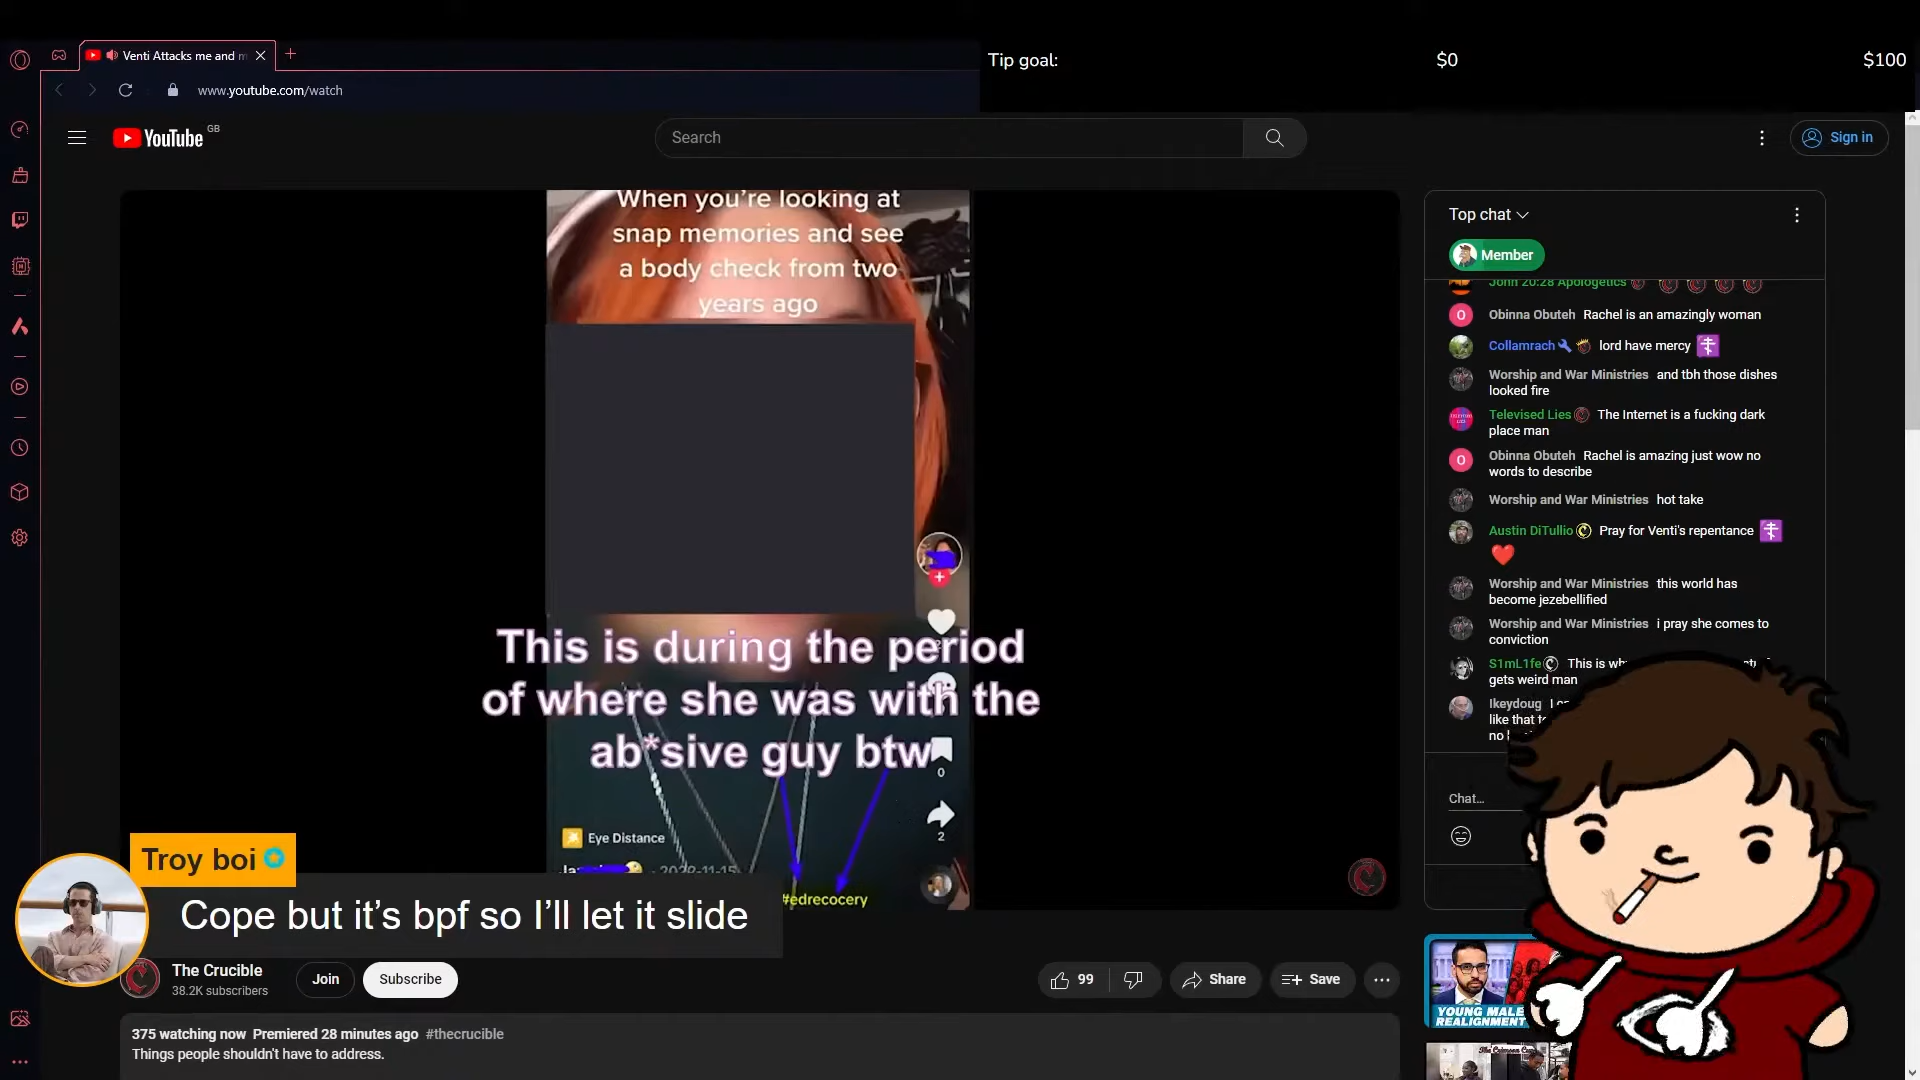 Venti Attacks me and m
Tip goal:
$0
$100
www.youtube.com/watch
YouTube GB
Search
Sign in
When you're looking at
snap memories and see
a body check from two
years ago
This is during the period
of where she was with the
ab*sive guy btw
0
2
Eye Distance
#edrecocery
Top chat
Member
John 20:28 Apologetics
Obinna Obuteh Rachel is an amazingly woman
Collamrach lord have mercy
Worship and War Ministries and tbh those dishes
looked fire
Televised Lies The Internet is a fucking dark
place man
Obinna Obuteh Rachel is amazing just wow no
words to describe
Worship and War Ministries hot take
Austin DiTullio Pray for Venti's repentance
Worship and War Ministries this world has
become jezebellified
Worship and War Ministries i pray she comes to
conviction
S1mL1fe This is
gets weird man
Ikeydoug
like that
no
Chat...
Troy boi
Cope but it's bpf so I'll let it slide
The Crucible
38.2K subscribers
Join
Subscribe
99
Share
Save
YOUNG MALE
REALIGNMENT
375 watching now Premiered 28 minutes ago #thecrucible
Things people shouldn't have to address.